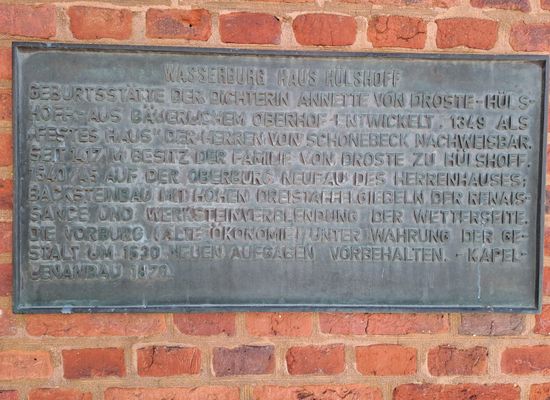 WASSERBURG HAUS HÜLSHOFF
GEBURTSSTÄTTE DER DICHTERIN ANNETTE VON DROSTE-HÜLS-
HOFF. AUS BÄUERLICHEM OBERHOF ENTWICKELT, 1349 ALS
„FESTES HAUS" DER HERREN VON SCHONEBECK NACHWEISBAR.
SEIT 1417 IM BESITZ DER FAMILIE VON DROSTE ZU HÜLSHOFF.
1540/45 AUF DER OBERBURG NEUBAU DES HERRENHAUSES;
BACKSTEINBAU MIT HOHEN DREISTAFFELGIEBELN DER RENAIS-
SANCE UND WERKSTEINVERBLENDUNG DER WETTERSEITE.
DIE VORBURG (ALTE ÖKONOMIE) UNTER WAHRUNG DER GE-
STALT UM 1630 NEUEN AUFGABEN VORBEHALTEN. - KAPEL-
LENANBAU 1870.